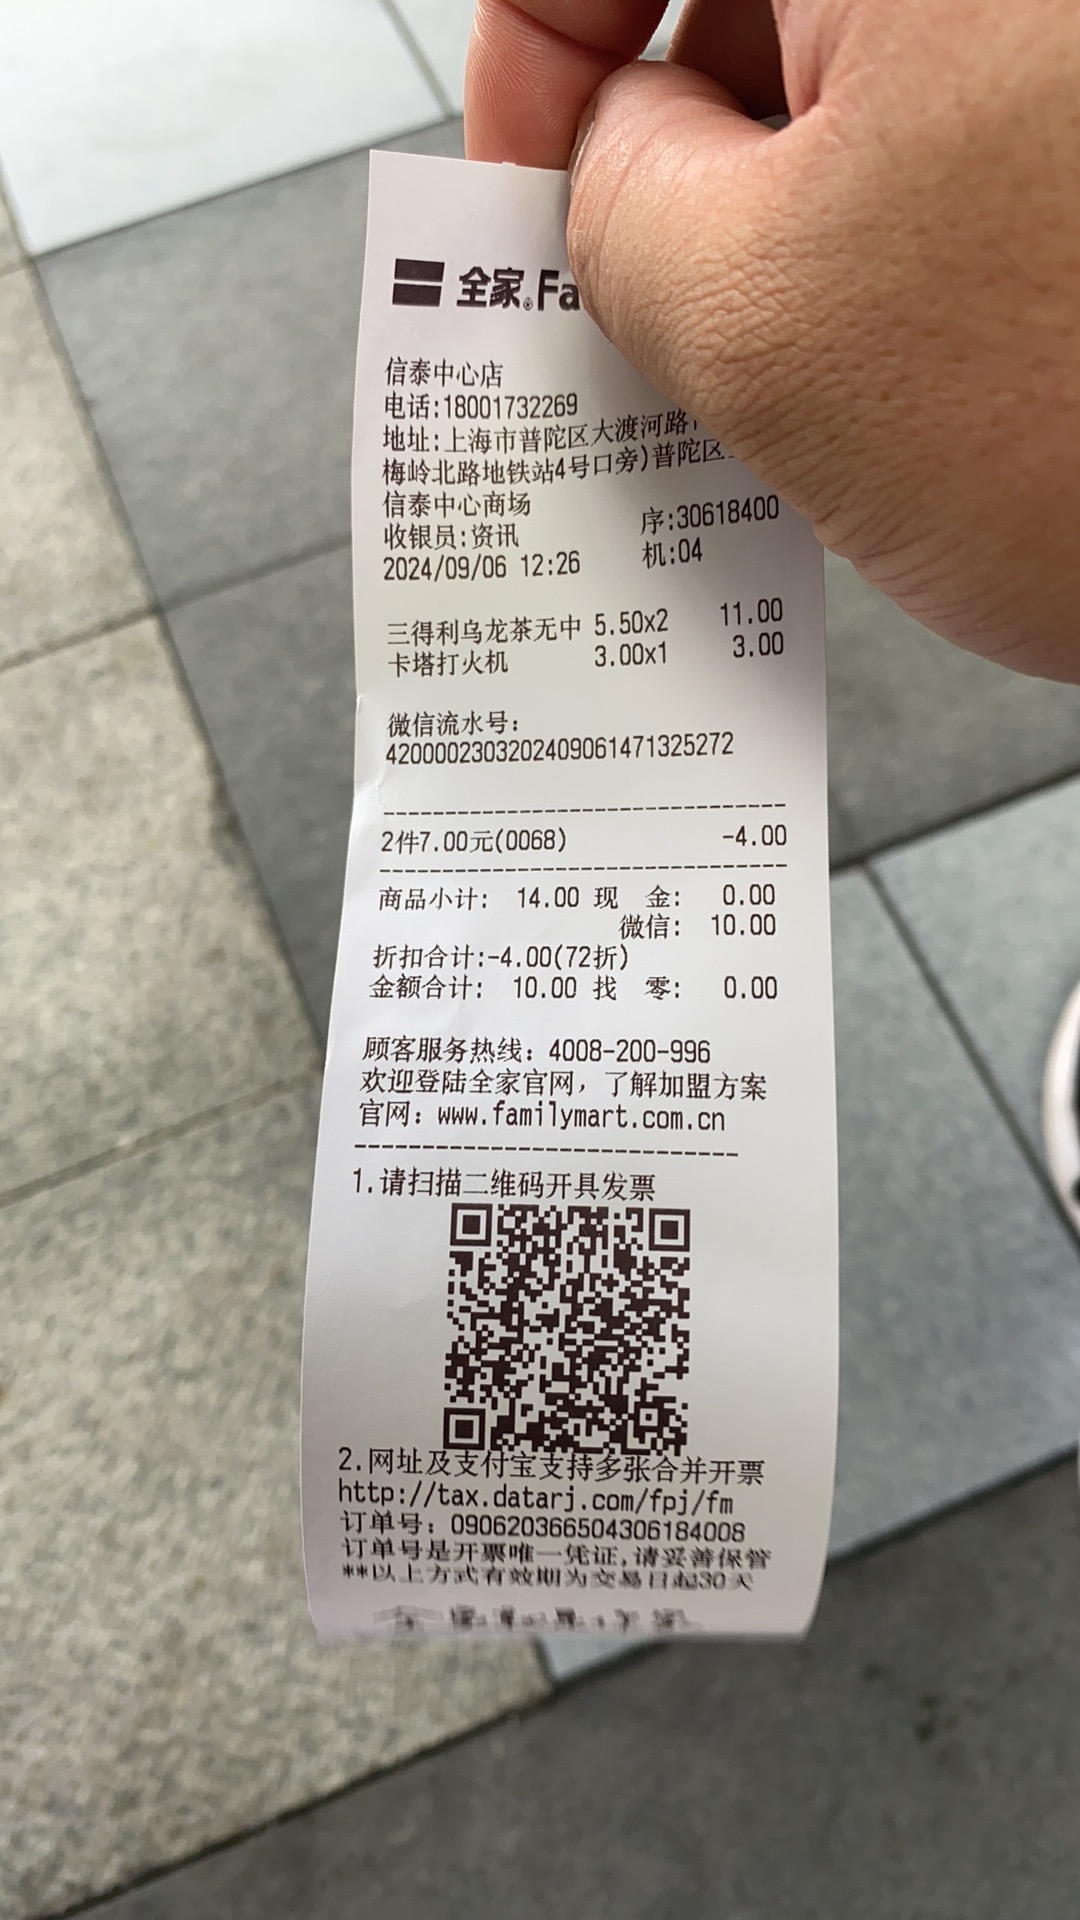 全家®Fa
信泰中心店
电话:18001732269
地址:上海市普陀区大渡河路
梅岭北路地铁站4号口旁)普陀区
信泰中心商场
收银员:资讯 序:30618400
2024/09/06 12:26 机:04
三得利乌龙茶无中 5.50x2 11.00
卡塔打火机 3.00x1 3.00
微信流水号:
4200002303202409061471325272
2件7.00元(0068) -4.00
商品小计: 14.00 现 金: 0.00
微信: 10.00
折扣合计:-4.00(72折)
金额合计: 10.00 找 零: 0.00
顾客服务热线: 4008-200-996
欢迎登陆全家官网, 了解加盟方案
官网: www.familymart.com.cn
1.请扫描二维码开具发票
2.网址及支付宝支持多张合并开票
http://tax.datarj.com/fpj/fm
订单号: 0906203665043061840​08
订单号是开票唯一凭证,请妥善保管
**以上方式有效期为交易日起30天